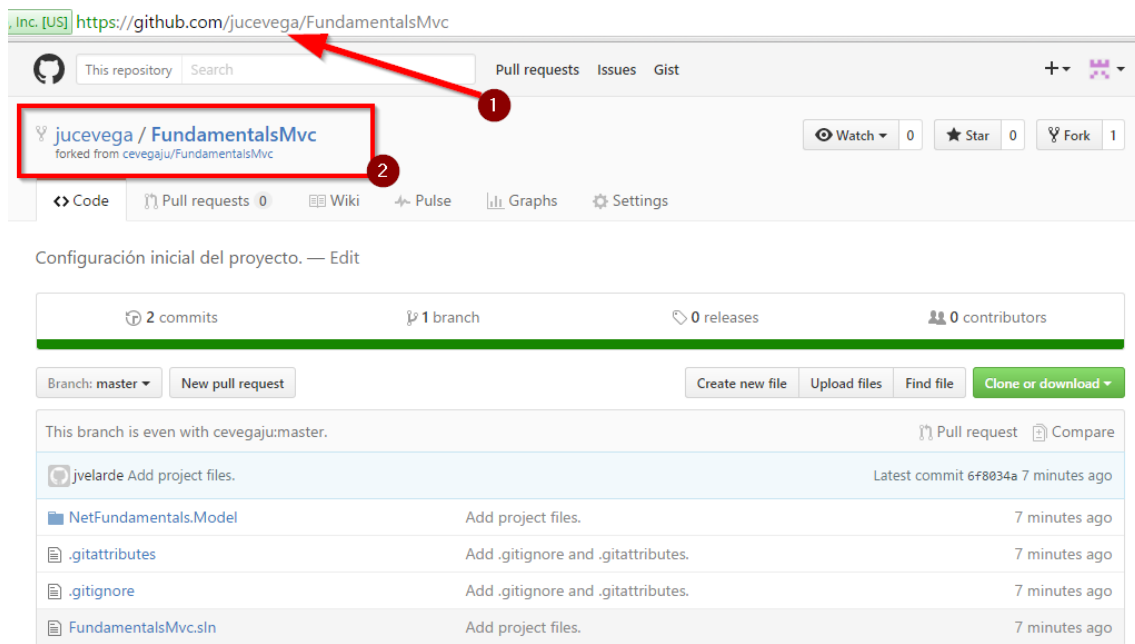 , Inc. [US] https://github.com/jucevega/FundamentalsMvc
This repository Search Pull requests Issues Gist
1
jucevega / FundamentalsMvc Watch 0 Star 0 Fork 1
forked from cevegaju/FundamentalsMvc
2
Code Pull requests 0 Wiki Pulse Graphs Settings
Configuración inicial del proyecto. — Edit
2 commits 1 branch 0 releases 0 contributors
Branch: master New pull request Create new file Upload files Find file Clone or download
This branch is even with cevegaju:master. Pull request Compare
jvelarde Add project files. Latest commit 6f8034a 7 minutes ago
NetFundamentals.Model Add project files. 7 minutes ago
.gitattributes Add .gitignore and .gitattributes. 7 minutes ago
.gitignore Add .gitignore and .gitattributes. 7 minutes ago
FundamentalsMvc.sln Add project files. 7 minutes ago